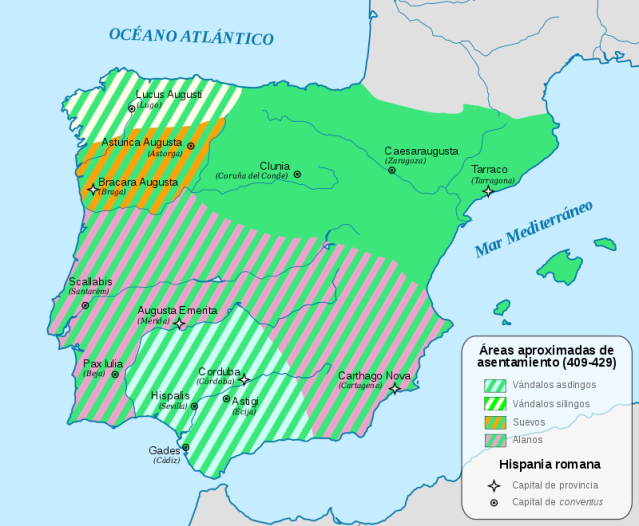 OCÉANO ATLÁNTICO
Lucus Augusti
(Lugo)
Asturica Augusta
(Astorga)
Bracara Augusta
(Braga)
Clunia
(Coruña del Conde)
Caesaraugusta
(Zaragoza)
Tarraco
(Tarragona)
Mar Mediterráneo
Scallabis
(Santarém)
Augusta Emerita
(Mérida)
Pax Iulia
(Beja)
Corduba
(Córdoba)
Hispalis
(Sevilla)
Astigi
(Écija)
Carthago Nova
(Cartagena)
Gades
(Cádiz)
Áreas aproximadas de
asentamiento (409-429)
Vándalos asdingos
Vándalos silingos
Suevos
Alanos
Hispania romana
Capital de provincia
Capital de conventus